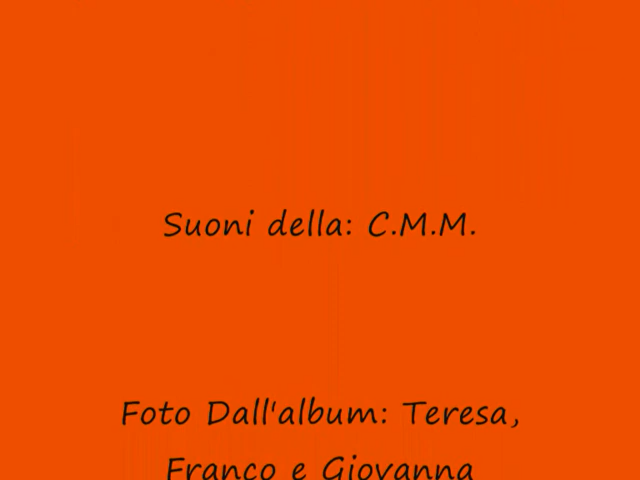 Suoni della: C.M.M.
Foto Dall'album: Teresa,
Franco e Giovanna